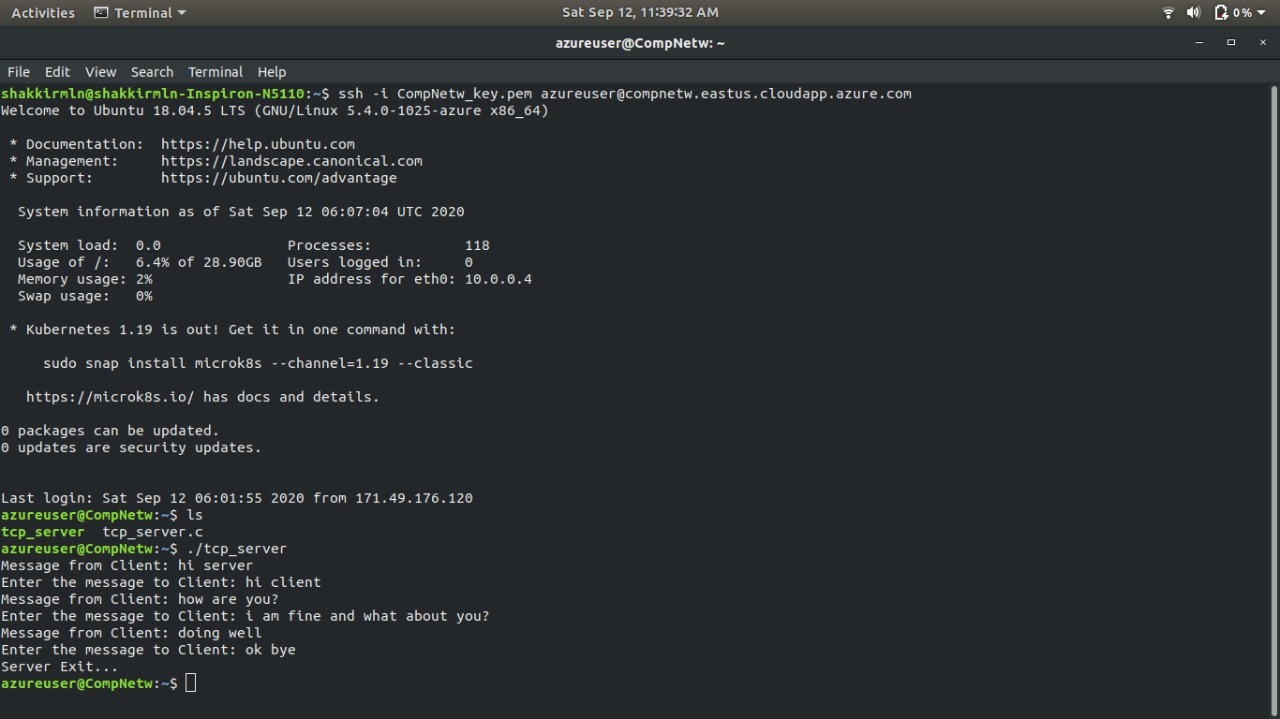 Activities Terminal Sat Sep 12, 11:39:32 AM 0%
azureuser@CompNetw: ~
File Edit View Search Terminal Help
shakkirmln@shakkirmln-Inspiron-N5110:~$ ssh -i CompNetw_key.pem azureuser@compnetw.eastus.cloudapp.azure.com
Welcome to Ubuntu 18.04.5 LTS (GNU/Linux 5.4.0-1025-azure x86_64)
* Documentation: https://help.ubuntu.com
* Management: https://landscape.canonical.com
* Support: https://ubuntu.com/advantage
System information as of Sat Sep 12 06:07:04 UTC 2020
System load: 0.0 Processes: 118
Usage of /: 6.4% of 28.90GB Users logged in: 0
Memory usage: 2% IP address for eth0: 10.0.0.4
Swap usage: 0%
* Kubernetes 1.19 is out! Get it in one command with:
sudo snap install microk8s --channel=1.19 --classic
https://microk8s.io/ has docs and details.
0 packages can be updated.
0 updates are security updates.
Last login: Sat Sep 12 06:01:55 2020 from 171.49.176.120
azureuser@CompNetw:~$ ls
tcp_server tcp_server.c
azureuser@CompNetw:~$ ./tcp_server
Message from Client: hi server
Enter the message to Client: hi client
Message from Client: how are you?
Enter the message to Client: i am fine and what about you?
Message from Client: doing well
Enter the message to Client: ok bye
Server Exit...
azureuser@CompNetw:~$